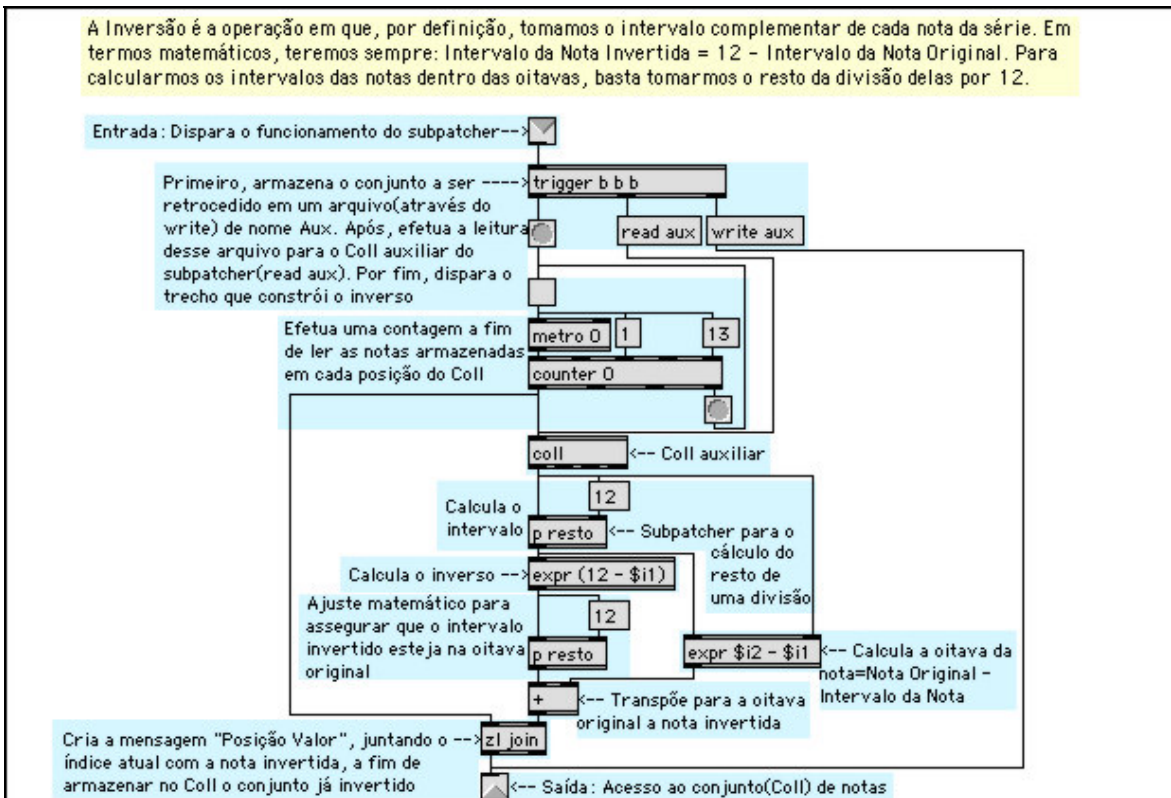 A Inversão é a operação em que, por definição, tomamos o intervalo complementar de cada nota da série. Em
termos matemáticos, teremos sempre: Intervalo da Nota Invertida = 12 - Intervalo da Nota Original. Para
calcularmos os intervalos das notas dentro das oitavas, basta tomarmos o resto da divisão delas por 12.
Entrada: Dispara o funcionamento do subpatcher-->
Primeiro, armazena o conjunto a ser ---->
retrocedido em um arquivo(através do
write) de nome Aux. Após, efetua a leitura
desse arquivo para o Coll auxiliar do
subpatcher(read aux). Por fim, dispara o
trecho que constrói o inverso
trigger b b b
read aux
write aux
Efetua uma contagem a fim
de ler as notas armazenadas
em cada posição do Coll
metro 0
1
13
counter 0
coll
<-- Coll auxiliar
12
Calcula o
intervalo
p resto
<-- Subpatcher para o
cálculo do
resto de
uma divisão
Calcula o inverso -->
expr (12 - $i1)
Ajuste matemático para
assegurar que o intervalo
invertido esteja na oitava
original
12
p resto
expr $i2 - $i1
<-- Calcula a oitava da
nota=Nota Original -
Intervalo da Nota
+
<-- Transpõe para a oitava
original a nota invertida
Cria a mensagem "Posição Valor", juntando o -->
índice atual com a nota invertida, a fim de
armazenar no Coll o conjunto já invertido
zl join
<-- Saída: Acesso ao conjunto(Coll) de notas